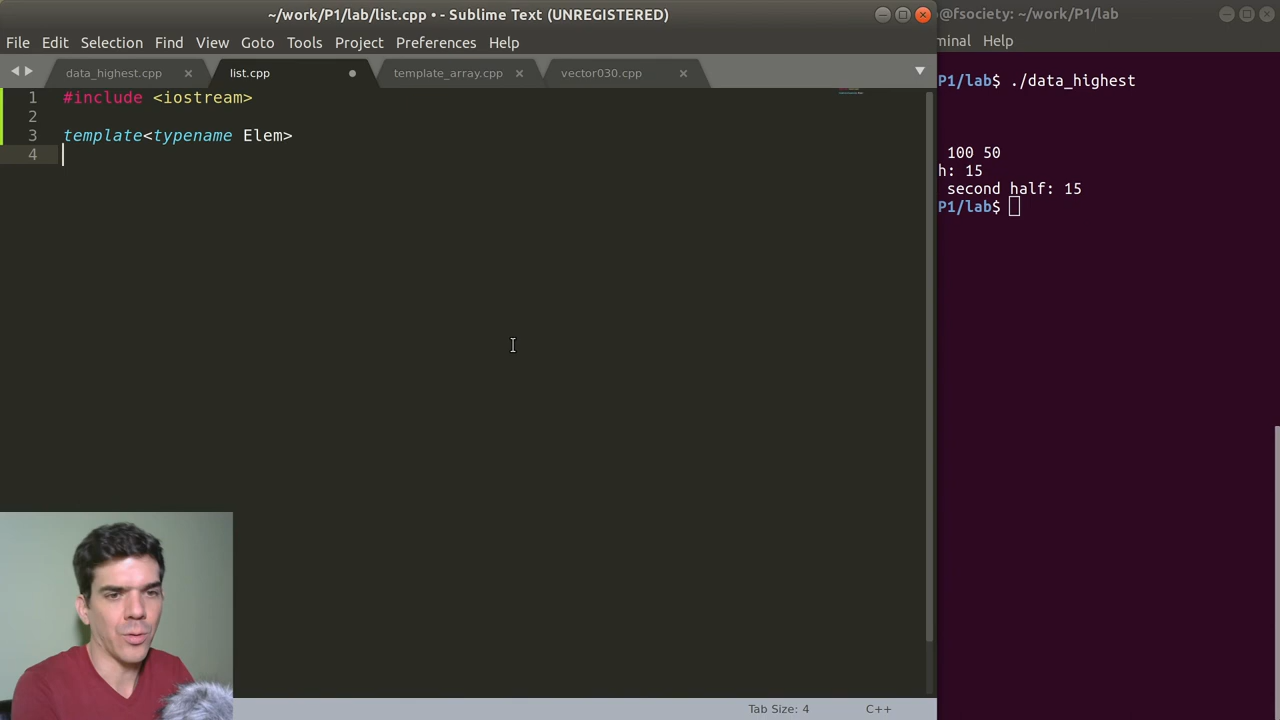 ~/work/P1/lab/list.cpp • - Sublime Text (UNREGISTERED)
@fsociety: ~/work/P1/lab
File Edit Selection Find View Goto Tools Project Preferences Help
minal Help
data_highest.cpp × list.cpp template_array.cpp × vector030.cpp ×
1 #include <iostream>
2
3 template<typename Elem>
4
P1/lab$ ./data_highest
100 50
h: 15
second half: 15
P1/lab$
Tab Size: 4 C++